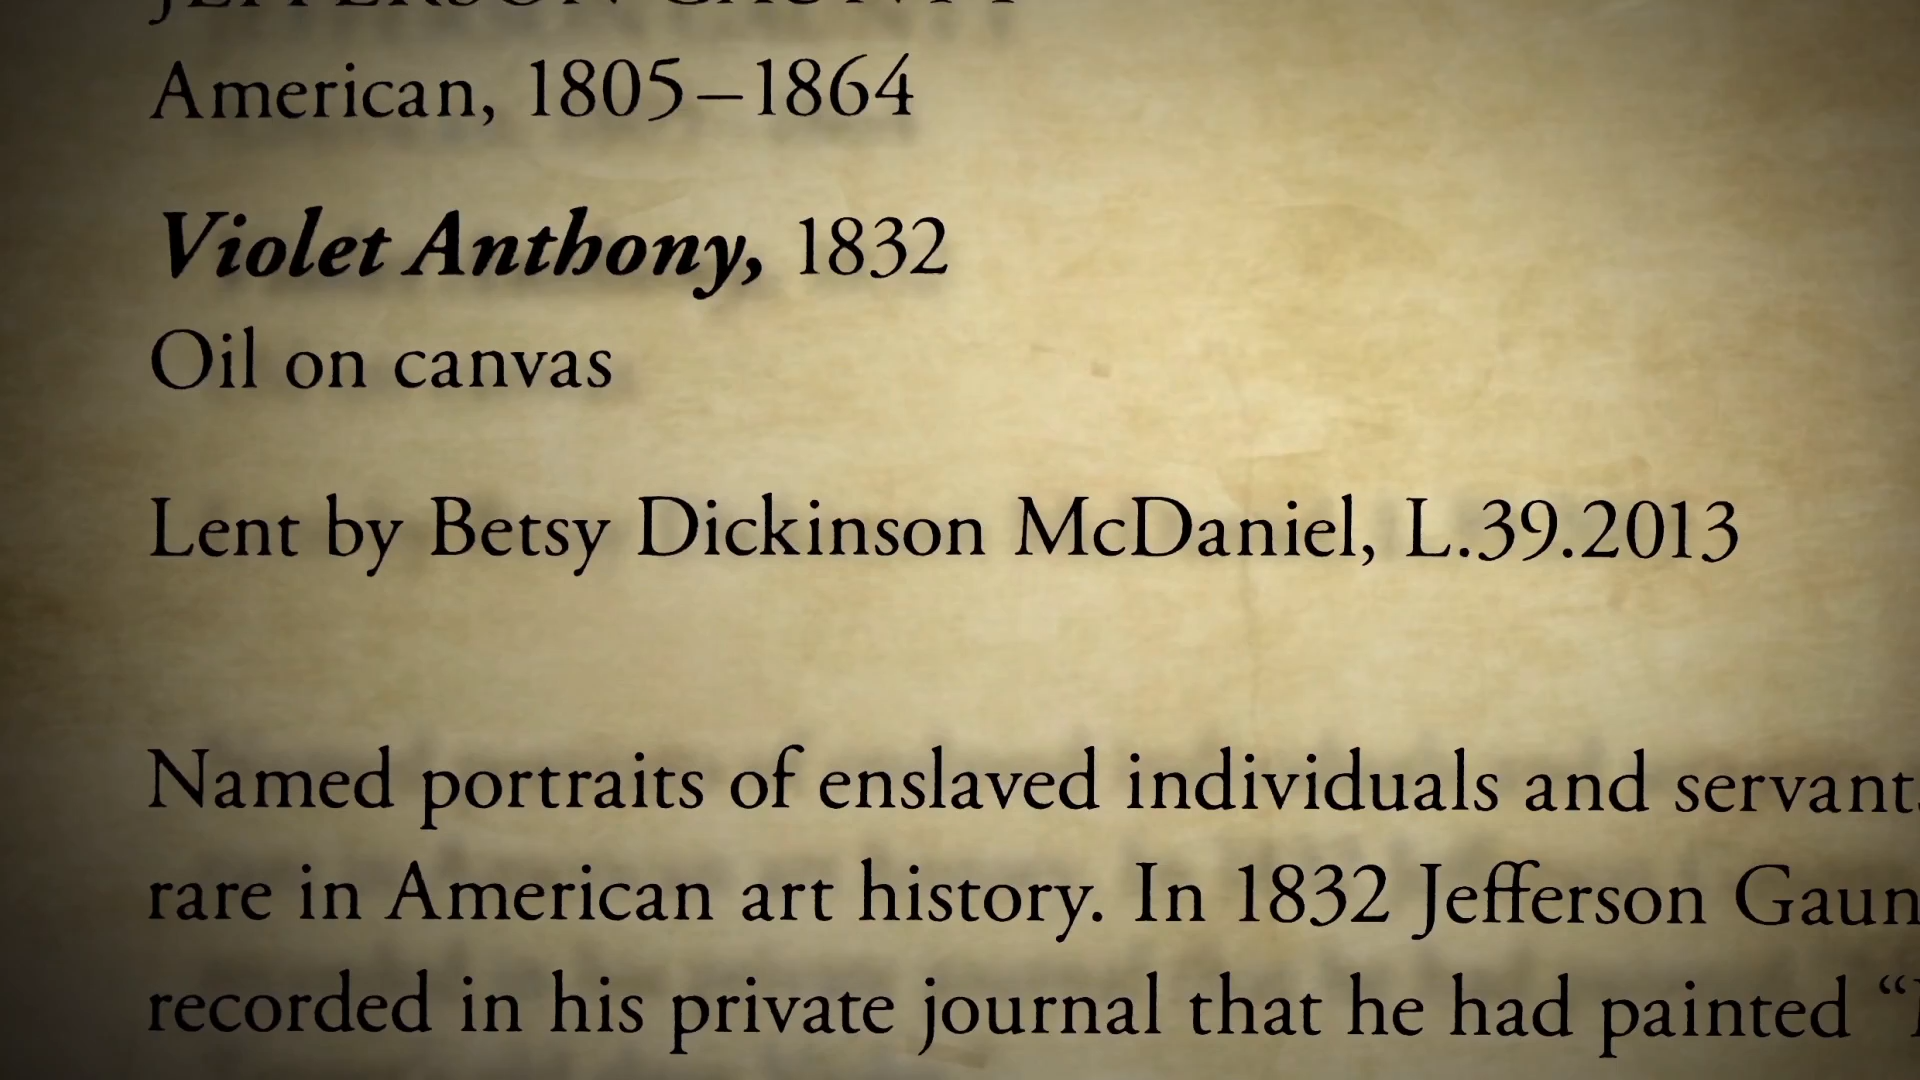 American, 1805–1864
Violet Anthony, 1832
Oil on canvas
Lent by Betsy Dickinson McDaniel, L.39.2013
Named portraits of enslaved individuals and servants
rare in American art history. In 1832 Jefferson Gaun
recorded in his private journal that he had painted “